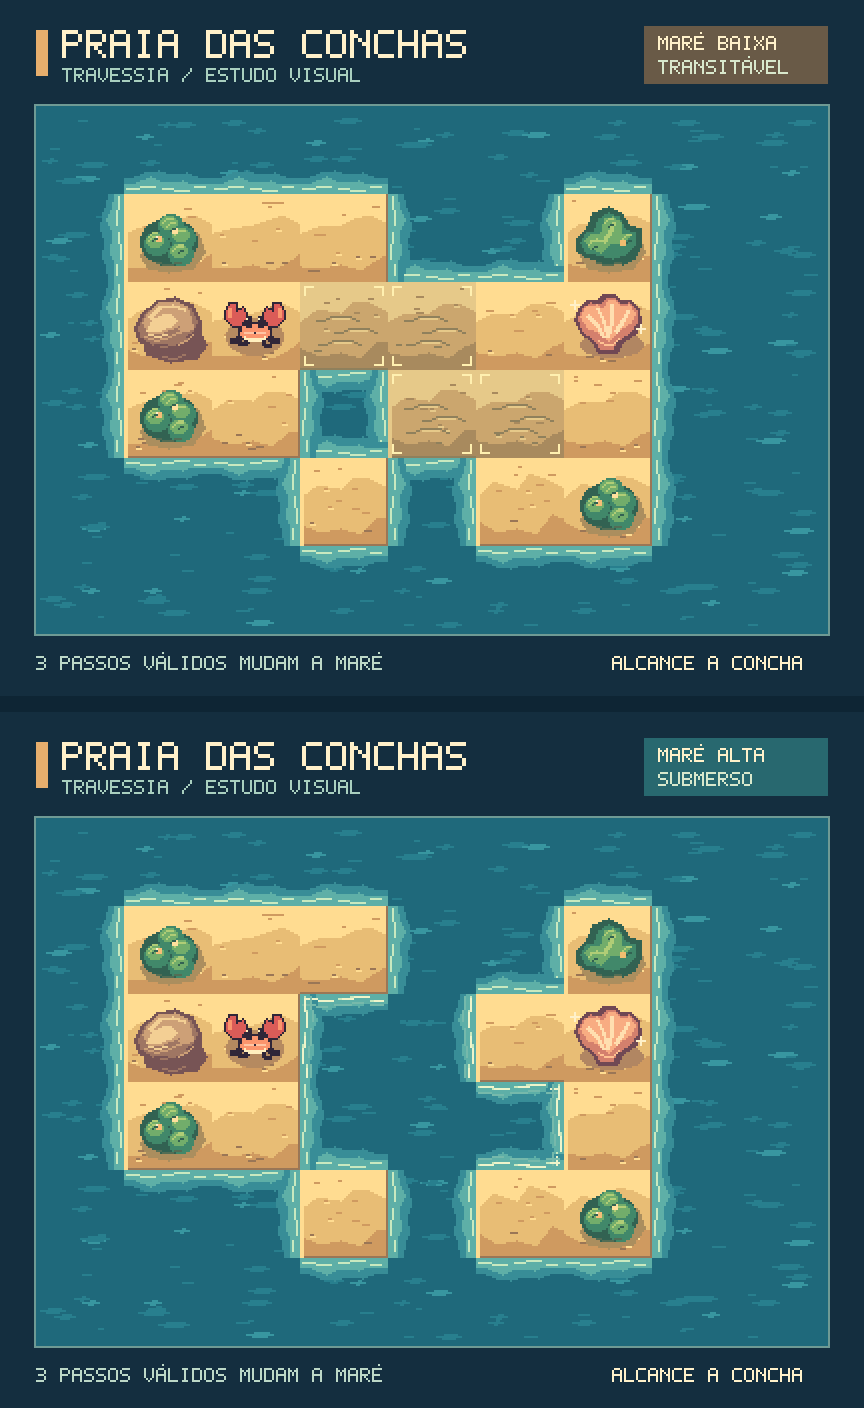 PRAIA DAS CONCHAS
TRAVESSIA / ESTUDO VISUAL
MARÉ BAIXA
TRANSITÁVEL
3 PASSOS VÁLIDOS MUDAM A MARÉ
ALCANCE A CONCHA
PRAIA DAS CONCHAS
TRAVESSIA / ESTUDO VISUAL
MARÉ ALTA
SUBMERSO
3 PASSOS VÁLIDOS MUDAM A MARÉ
ALCANCE A CONCHA